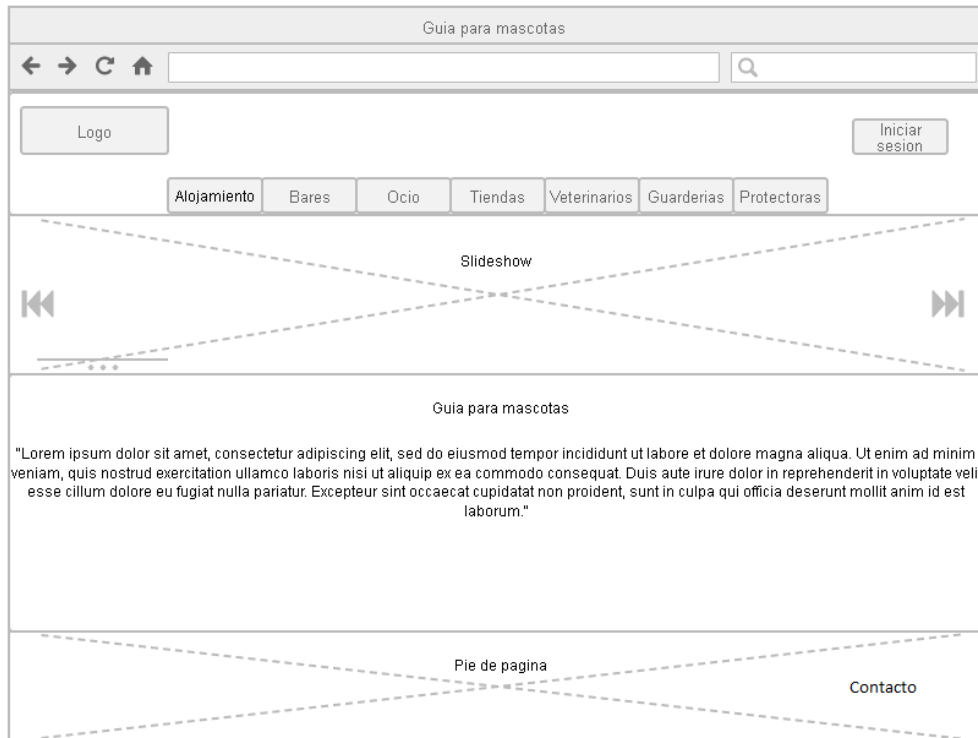 Guia para mascotas
Logo
Iniciar
sesion
Alojamiento Bares Ocio Tiendas Veterinarios Guarderias Protectoras
Slideshow
Guia para mascotas
"Lorem ipsum dolor sit amet, consectetur adipiscing elit, sed do eiusmod tempor incididunt ut labore et dolore magna aliqua. Ut enim ad minim
veniam, quis nostrud exercitation ullamco laboris nisi ut aliquip ex ea commodo consequat. Duis aute irure dolor in reprehenderit in voluptate veli
esse cillum dolore eu fugiat nulla pariatur. Excepteur sint occaecat cupidatat non proident, sunt in culpa qui officia deserunt mollit anim id est
laborum."
Pie de pagina
Contacto